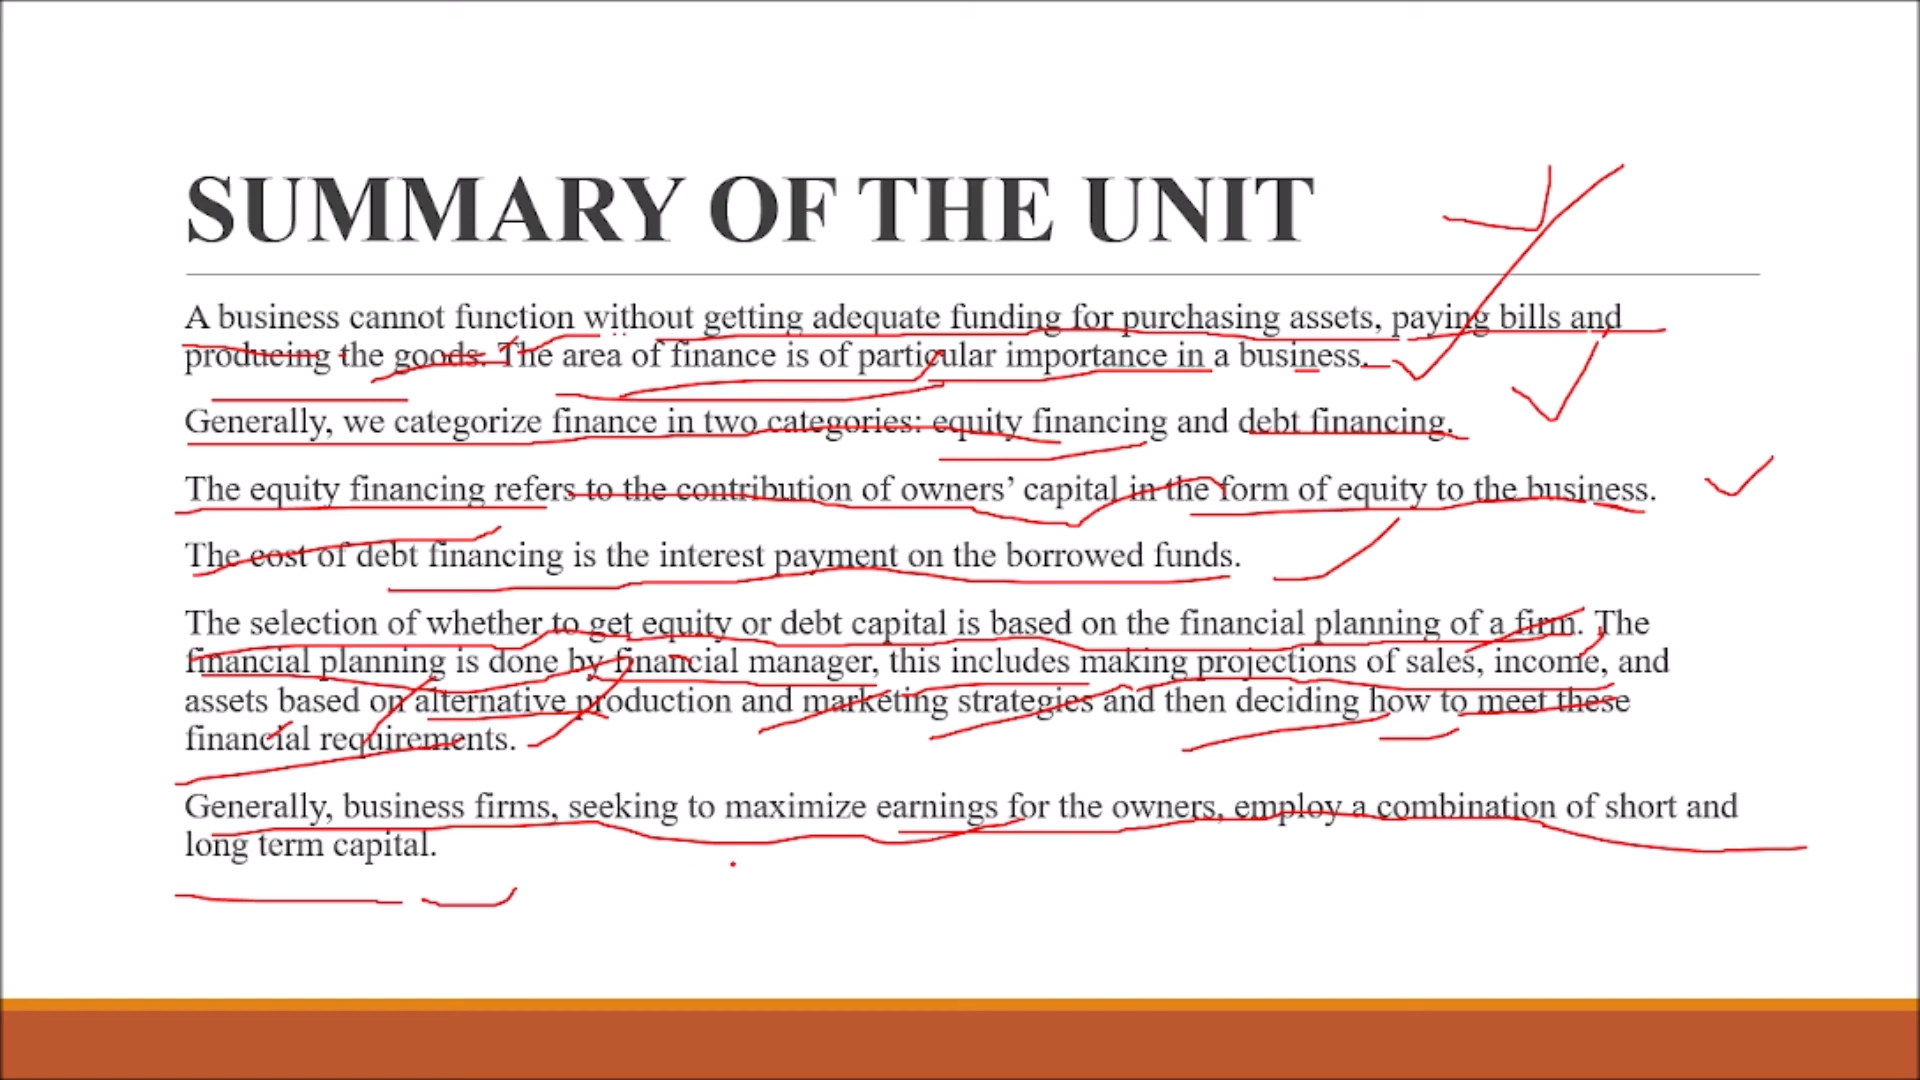 SUMMARY OF THE UNIT
A business cannot function without getting adequate funding for purchasing assets, paying bills and
producing the goods. The area of finance is of particular importance in a business.
Generally, we categorize finance in two categories: equity financing and debt financing.
The equity financing refers to the contribution of owners’ capital in the form of equity to the business.
The cost of debt financing is the interest payment on the borrowed funds.
The selection of whether to get equity or debt capital is based on the financial planning of a firm. The
financial planning is done by financial manager, this includes making projections of sales, income, and
assets based on alternative production and marketing strategies and then deciding how to meet these
financial requirements.
Generally, business firms, seeking to maximize earnings for the owners, employ a combination of short and
long term capital.